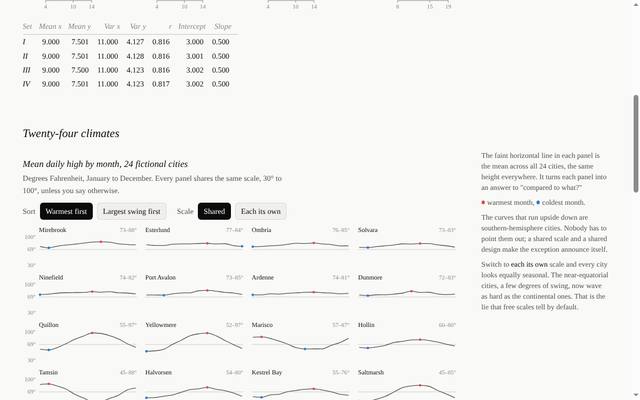 4 10 14 4 10 14 8 15 19
Set Mean x Mean y Var x Var y r Intercept Slope
I 9.000 7.501 11.000 4.127 0.816 3.000 0.500
II 9.000 7.501 11.000 4.128 0.816 3.001 0.500
III 9.000 7.500 11.000 4.123 0.816 3.002 0.500
IV 9.000 7.501 11.000 4.123 0.817 3.002 0.500
Twenty-four climates
Mean daily high by month, 24 fictional cities
Degrees Fahrenheit, January to December. Every panel shares the same scale, 30° to
100°, unless you say otherwise.
Sort Warmest first Largest swing first Scale Shared Each its own
Mirebrook 73–88° Esterlund 77–84° Ombria 76–85° Solvara 73–83°
100°
69°
30°
Ninefield 74–82° Port Avalon 73–85° Ardenne 74–81° Dunmore 72–83°
100°
69°
30°
Quillon 55–97° Yellowmere 52–97° Marisco 57–87° Hollin 60–80°
100°
69°
30°
Tamsin 45–88° Halvorsen 54–80° Kestrel Bay 55–76° Saltmarsh 45–85°
100°
69°
The faint horizontal line in each panel is
the mean across all 24 cities, the same
height everywhere. It turns each panel into
an answer to "compared to what?"
warmest month, coldest month.
The curves that run upside down are
southern-hemisphere cities. Nobody has to
point them out; a shared scale and a shared
design make the exception announce itself.
Switch to each its own scale and every city
looks equally seasonal. The near-equatorial
cities, a few degrees of swing, now wave
as hard as the continental ones. That is the
lie that free scales tell by default.